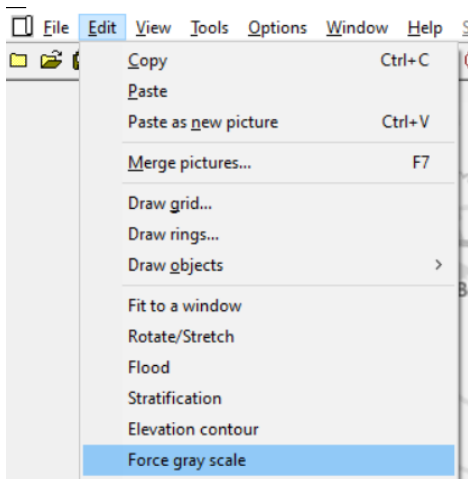 File Edit View Tools Options Window Help S
Copy Ctrl+C
Paste
Paste as new picture Ctrl+V
Merge pictures... F7
Draw grid...
Draw rings...
Draw objects >
Fit to a window
Rotate/Stretch
Flood
Stratification
Elevation contour
Force gray scale